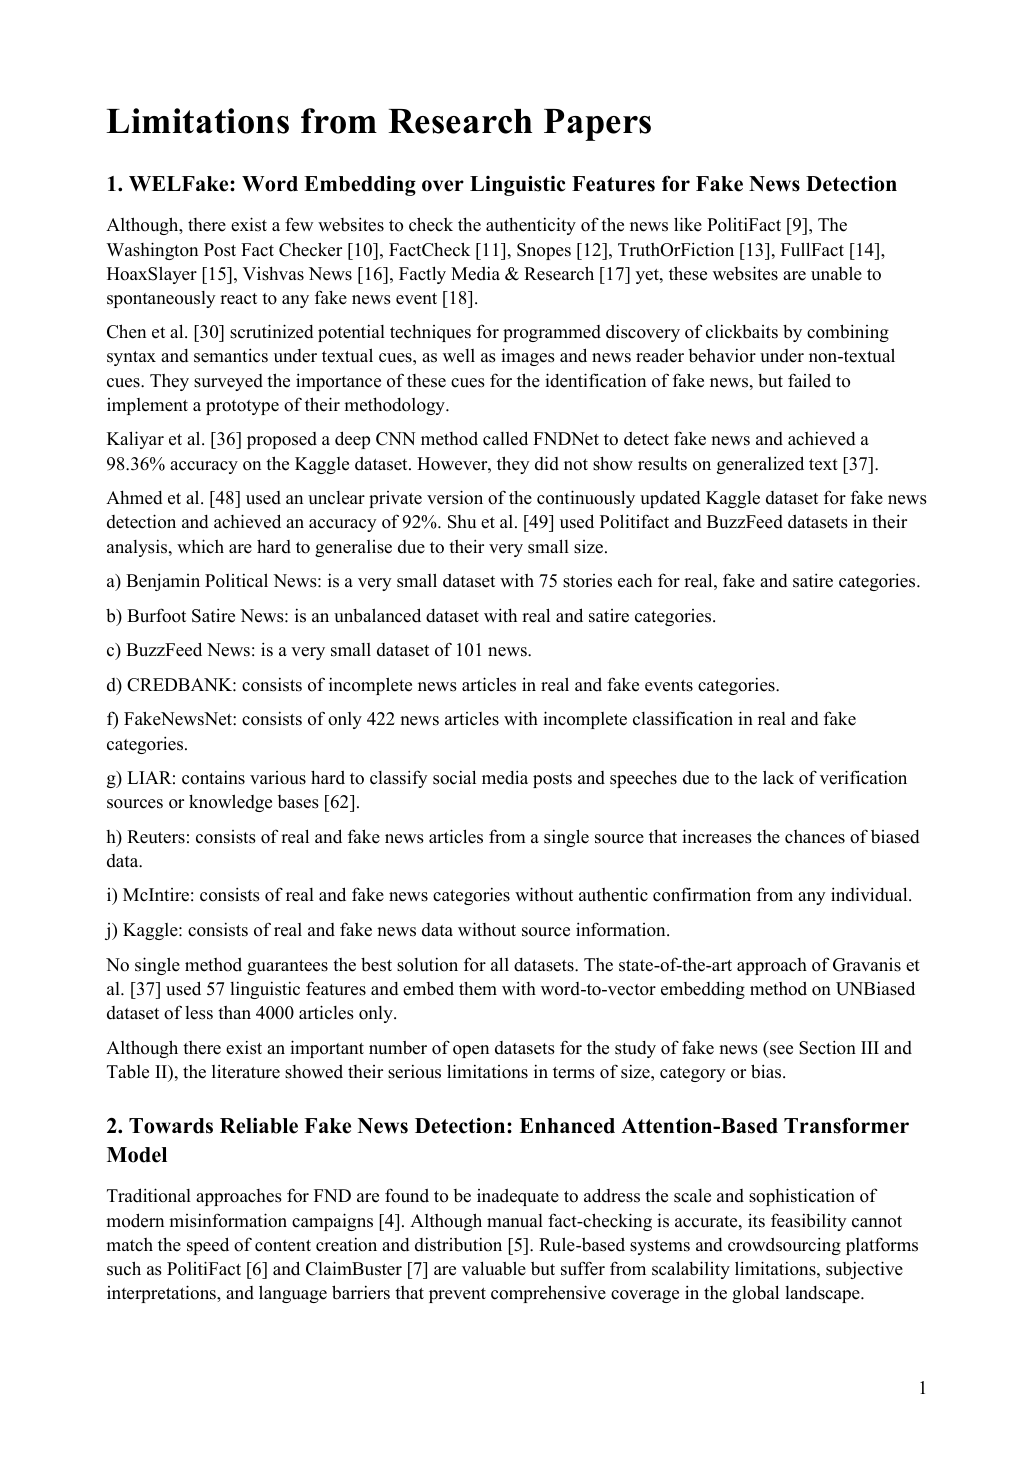 Limitations from Research Papers
1. WELFake: Word Embedding over Linguistic Features for Fake News Detection
Although, there exist a few websites to check the authenticity of the news like PolitiFact [9], The
Washington Post Fact Checker [10], FactCheck [11], Snopes [12], TruthOrFiction [13], FullFact [14],
HoaxSlayer [15], Vishvas News [16], Factly Media & Research [17] yet, these websites are unable to
spontaneously react to any fake news event [18].
Chen et al. [30] scrutinized potential techniques for programmed discovery of clickbaits by combining
syntax and semantics under textual cues, as well as images and news reader behavior under non-textual
cues. They surveyed the importance of these cues for the identification of fake news, but failed to
implement a prototype of their methodology.
Kaliyar et al. [36] proposed a deep CNN method called FNDNet to detect fake news and achieved a
98.36% accuracy on the Kaggle dataset. However, they did not show results on generalized text [37].
Ahmed et al. [48] used an unclear private version of the continuously updated Kaggle dataset for fake news
detection and achieved an accuracy of 92%. Shu et al. [49] used Politifact and BuzzFeed datasets in their
analysis, which are hard to generalise due to their very small size.
a) Benjamin Political News: is a very small dataset with 75 stories each for real, fake and satire categories.
b) Burfoot Satire News: is an unbalanced dataset with real and satire categories.
c) BuzzFeed News: is a very small dataset of 101 news.
d) CREDBANK: consists of incomplete news articles in real and fake events categories.
f) FakeNewsNet: consists of only 422 news articles with incomplete classification in real and fake
categories.
g) LIAR: contains various hard to classify social media posts and speeches due to the lack of verification
sources or knowledge bases [62].
h) Reuters: consists of real and fake news articles from a single source that increases the chances of biased
data.
i) McIntire: consists of real and fake news categories without authentic confirmation from any individual.
j) Kaggle: consists of real and fake news data without source information.
No single method guarantees the best solution for all datasets. The state-of-the-art approach of Gravanis et
al. [37] used 57 linguistic features and embed them with word-to-vector embedding method on UNBiased
dataset of less than 4000 articles only.
Although there exist an important number of open datasets for the study of fake news (see Section III and
Table II), the literature showed their serious limitations in terms of size, category or bias.
2. Towards Reliable Fake News Detection: Enhanced Attention-Based Transformer
Model
Traditional approaches for FND are found to be inadequate to address the scale and sophistication of
modern misinformation campaigns [4]. Although manual fact-checking is accurate, its feasibility cannot
match the speed of content creation and distribution [5]. Rule-based systems and crowdsourcing platforms
such as PolitiFact [6] and ClaimBuster [7] are valuable but suffer from scalability limitations, subjective
interpretations, and language barriers that prevent comprehensive coverage in the global landscape.
1